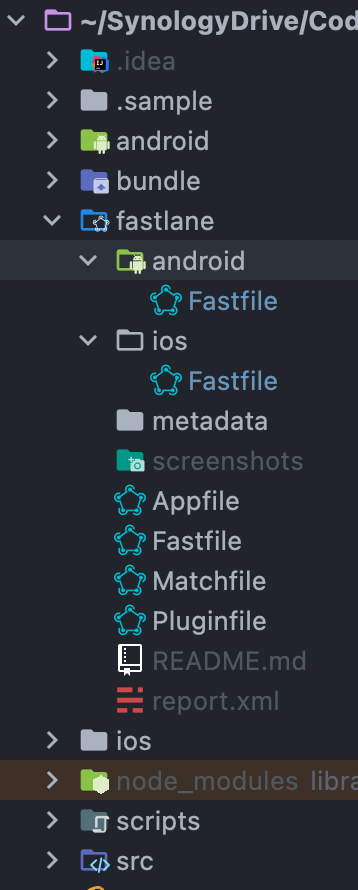 ~/SynologyDrive/Cod
.idea
.sample
android
bundle
fastlane
android
Fastfile
ios
Fastfile
metadata
screenshots
Appfile
Fastfile
Matchfile
Pluginfile
README.md
report.xml
ios
node_modules libra
scripts
src